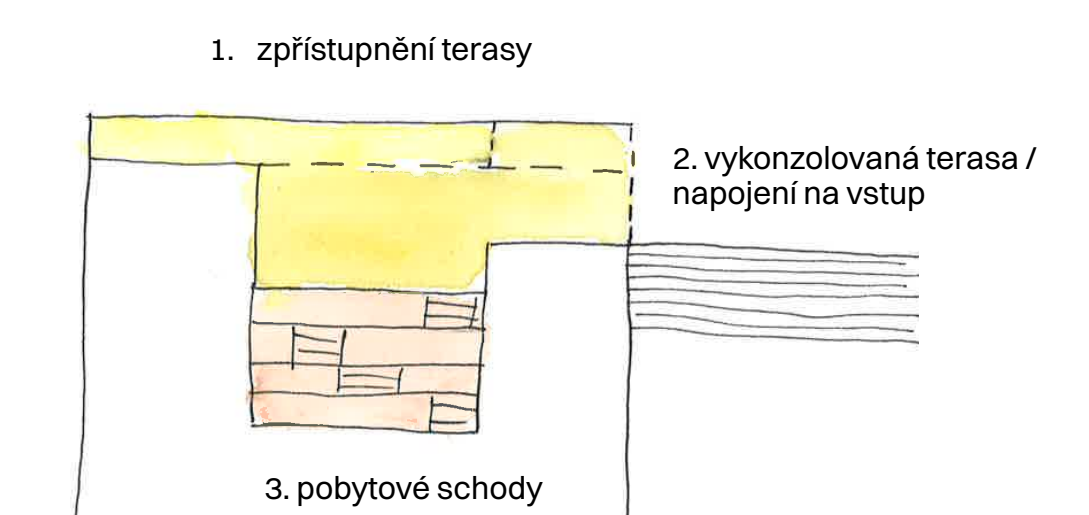 1. zpřístupnění terasy
2. vykonzolovaná terasa /
napojení na vstup
3. pobytové schody